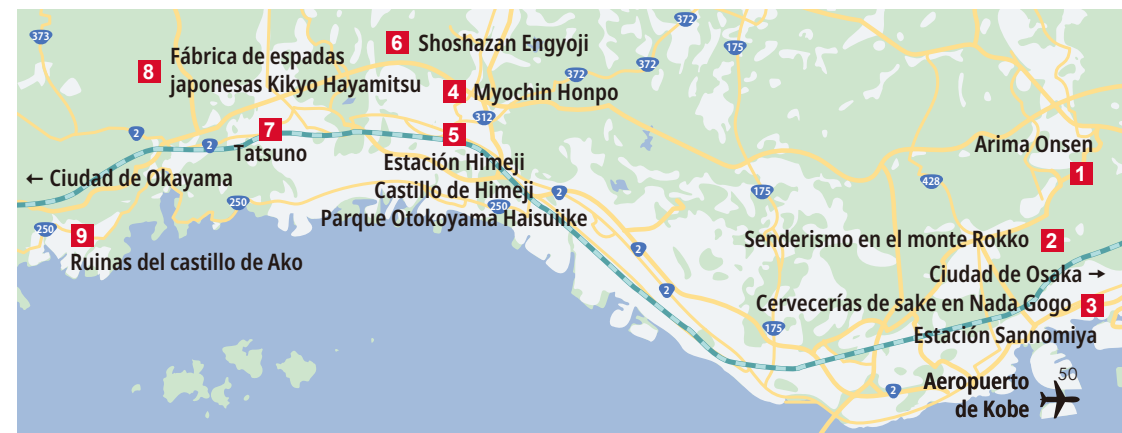 373
6 Shoshazan Engyoji
372
175
8 Fábrica de espadas
japonesas Kikyo Hayamitsu
372
372
4 Myochin Honpo
312
2
7
2
5
Tatsuno
Estación Himeji
Arima Onsen
1
← Ciudad de Okayama
Castillo de Himeji
2
175
428
250
250
Parque Otokoyama Haisuiike
250
9
Ruinas del castillo de Ako
2
Senderismo en el monte Rokko 2
Ciudad de Osaka →
2
Cervecerías de sake en Nada Gogo 3
175
Estación Sannomiya
50
Aeropuerto
de Kobe
2